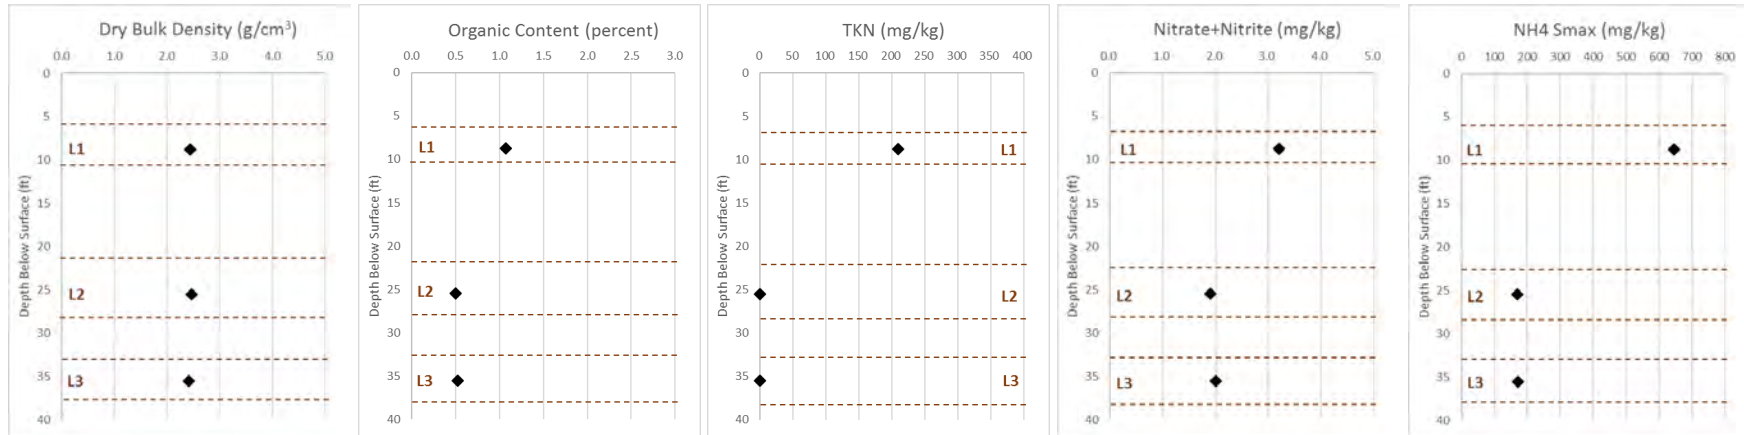 Dry Bulk Density (g/cm³)
0.0 1.0 2.0 3.0 4.0 5.0
0
5
L1
10
15
20
L2
25
30
35
L3
40
Depth Below Surface (ft)
Organic Content (percent)
0.0 0.5 1.0 1.5 2.0 2.5 3.0
0
5
L1
10
15
20
L2
25
30
35
L3
40
Depth Below Surface (ft)
TKN (mg/kg)
0 50 100 150 200 250 300 350 400
0
5
L1
10
15
20
L2
25
30
35
L3
40
Depth Below Surface (ft)
Nitrate+Nitrite (mg/kg)
0.0 1.0 2.0 3.0 4.0 5.0
0
5
L1
10
15
20
L2
25
30
35
L3
40
Depth Below Surface (ft)
NH4 Smax (mg/kg)
0 100 200 300 400 500 600 700 800
0
5
L1
10
15
20
L2
25
30
35
L3
40
Depth Below Surface (ft)